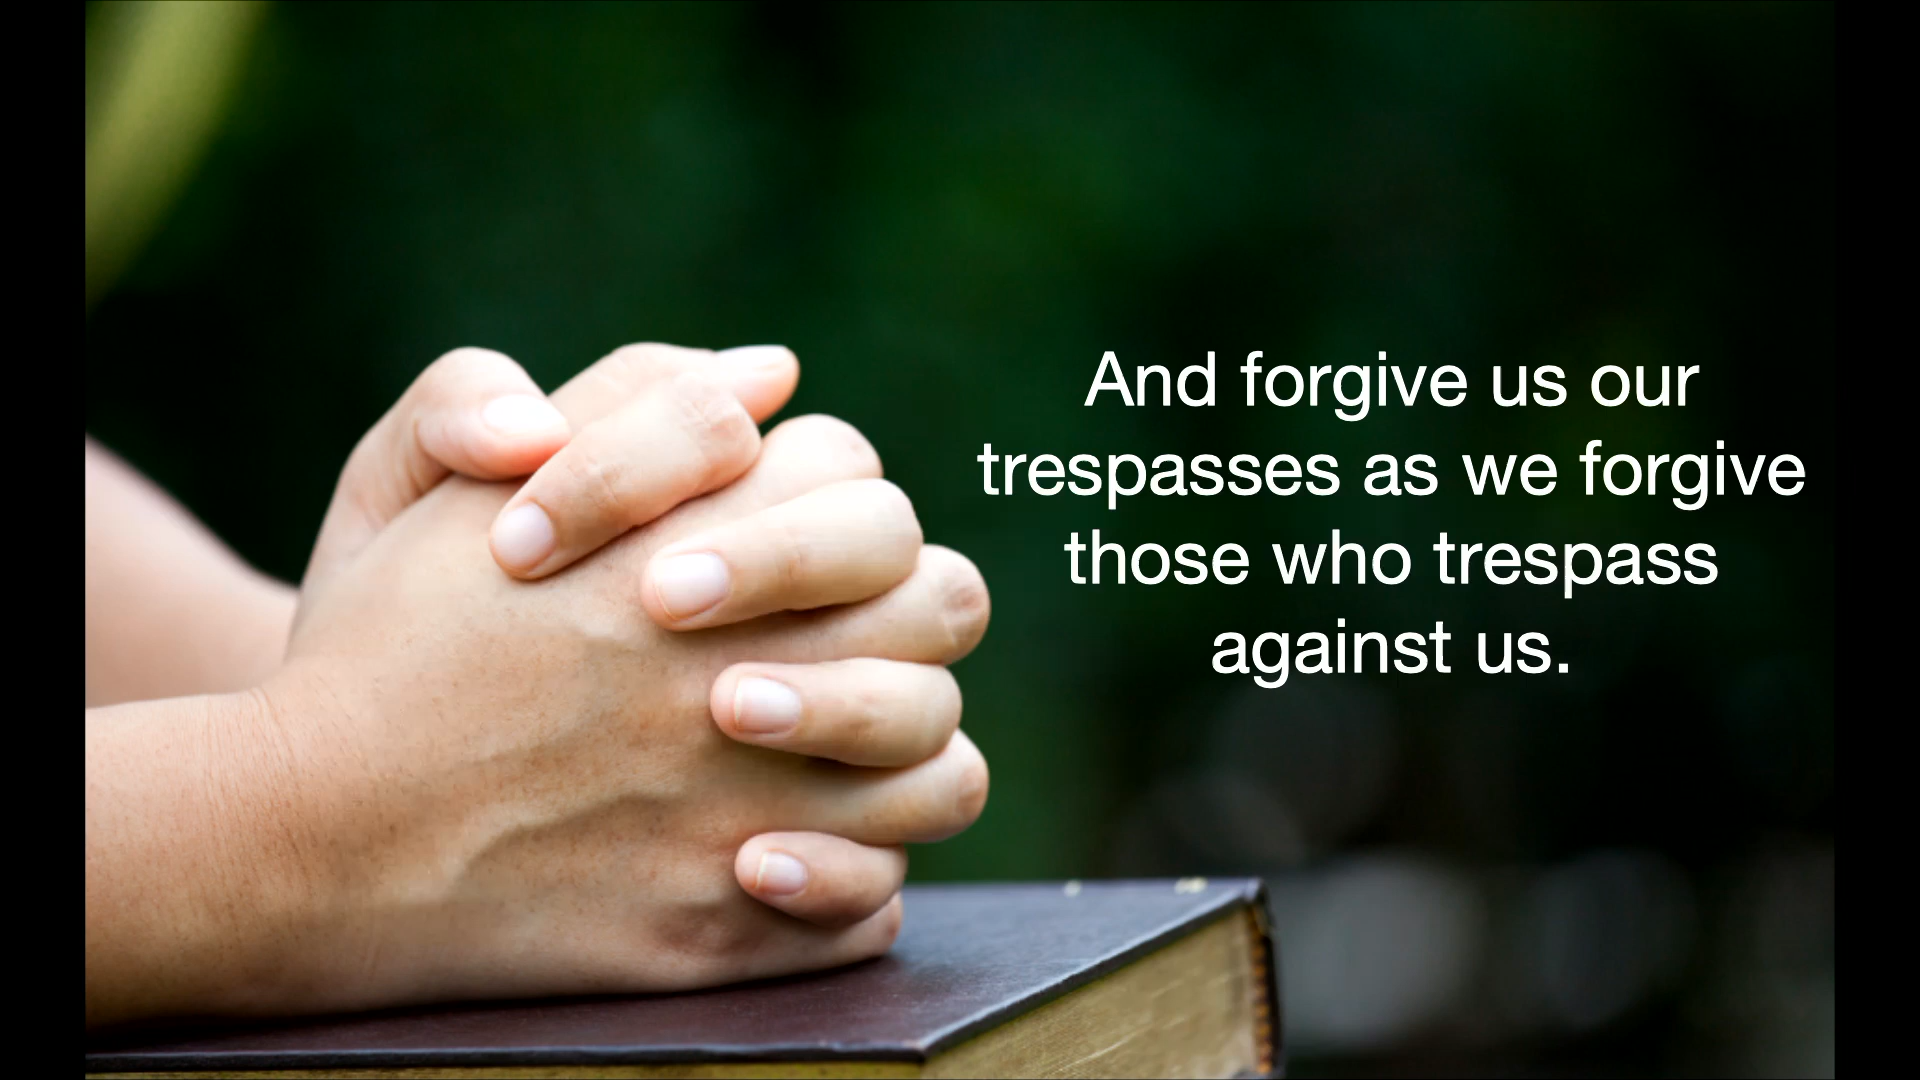 And forgive us our
trespasses as we forgive
those who trespass
against us.